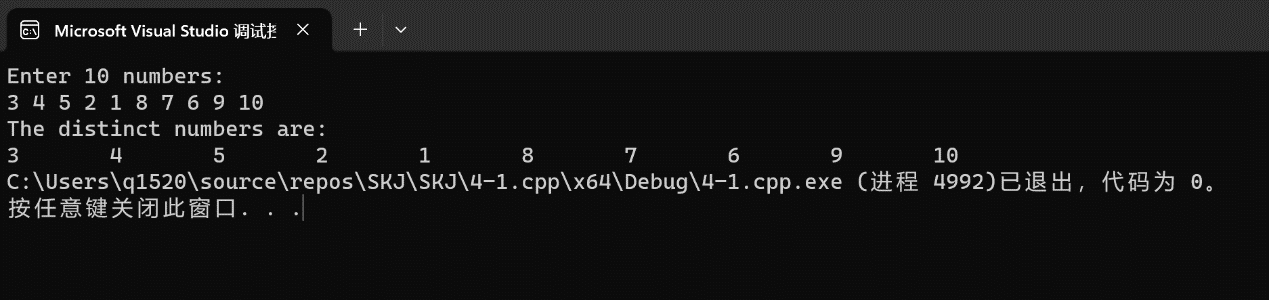 Microsoft Visual Studio 调试控
Enter 10 numbers:
3 4 5 2 1 8 7 6 9 10
The distinct numbers are:
3 4 5 2 1 8 7 6 9 10
C:\Users\q1520\source\repos\SKJ\SKJ\4-1.cpp\x64\Debug\4-1.cpp.exe (进程 4992)已退出，代码为 0。
按任意键关闭此窗口. . .